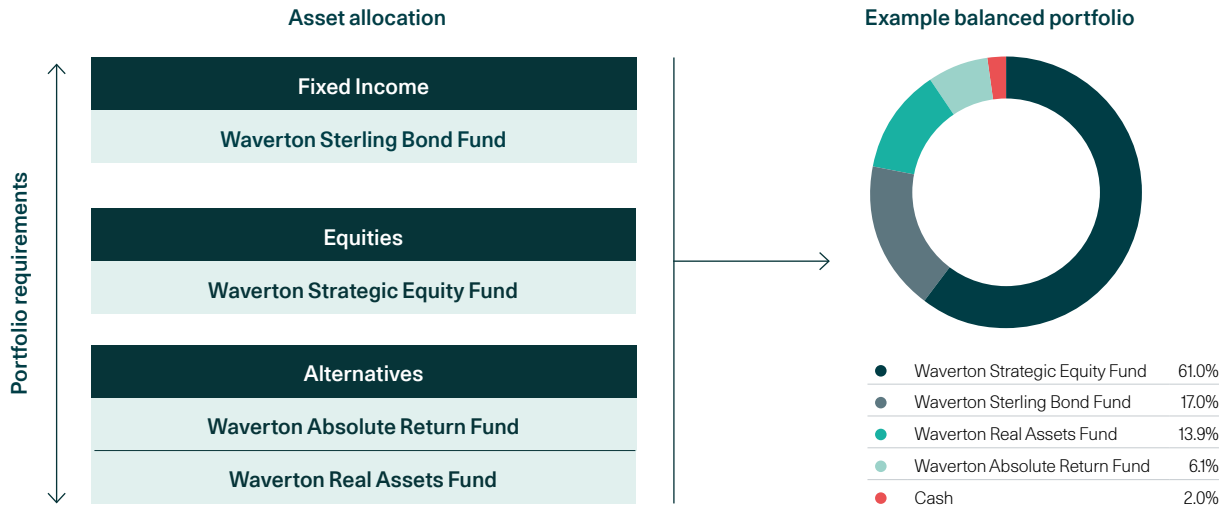 Asset allocation
Portfolio requirements
Fixed Income
Waverton Sterling Bond Fund
Equities
Waverton Strategic Equity Fund
Alternatives
Waverton Absolute Return Fund
Waverton Real Assets Fund
Example balanced portfolio
Waverton Strategic Equity Fund 61.0%
Waverton Sterling Bond Fund 17.0%
Waverton Real Assets Fund 13.9%
Waverton Absolute Return Fund 6.1%
Cash 2.0%